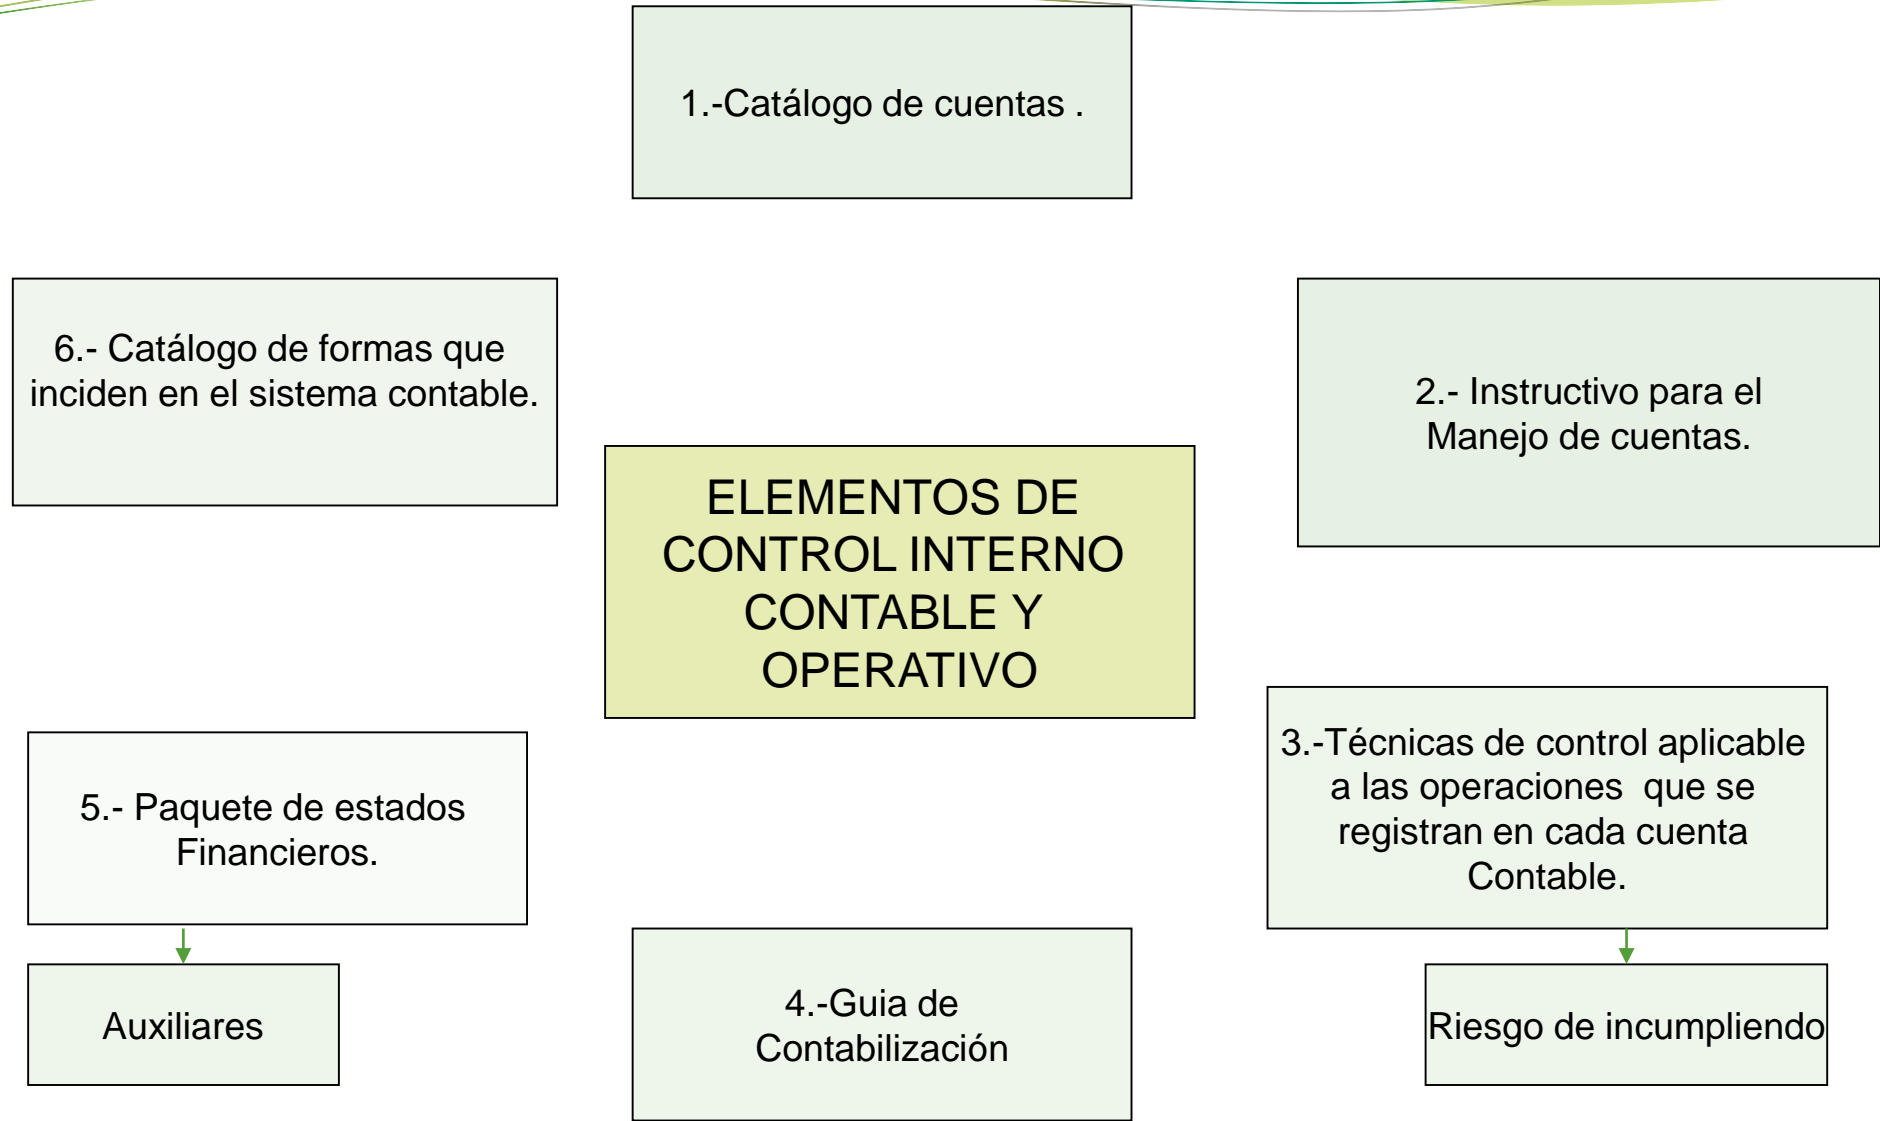 1.-Catálogo de cuentas .
6.- Catálogo de formas que
inciden en el sistema contable.
2.- Instructivo para el
Manejo de cuentas.
ELEMENTOS DE
CONTROL INTERNO
CONTABLE Y
OPERATIVO
3.-Técnicas de control aplicable
a las operaciones  que se
registran en cada cuenta
Contable.
5.- Paquete de estados
Financieros.
4.-Guia de
Contabilización
Auxiliares
Riesgo de incumpliendo